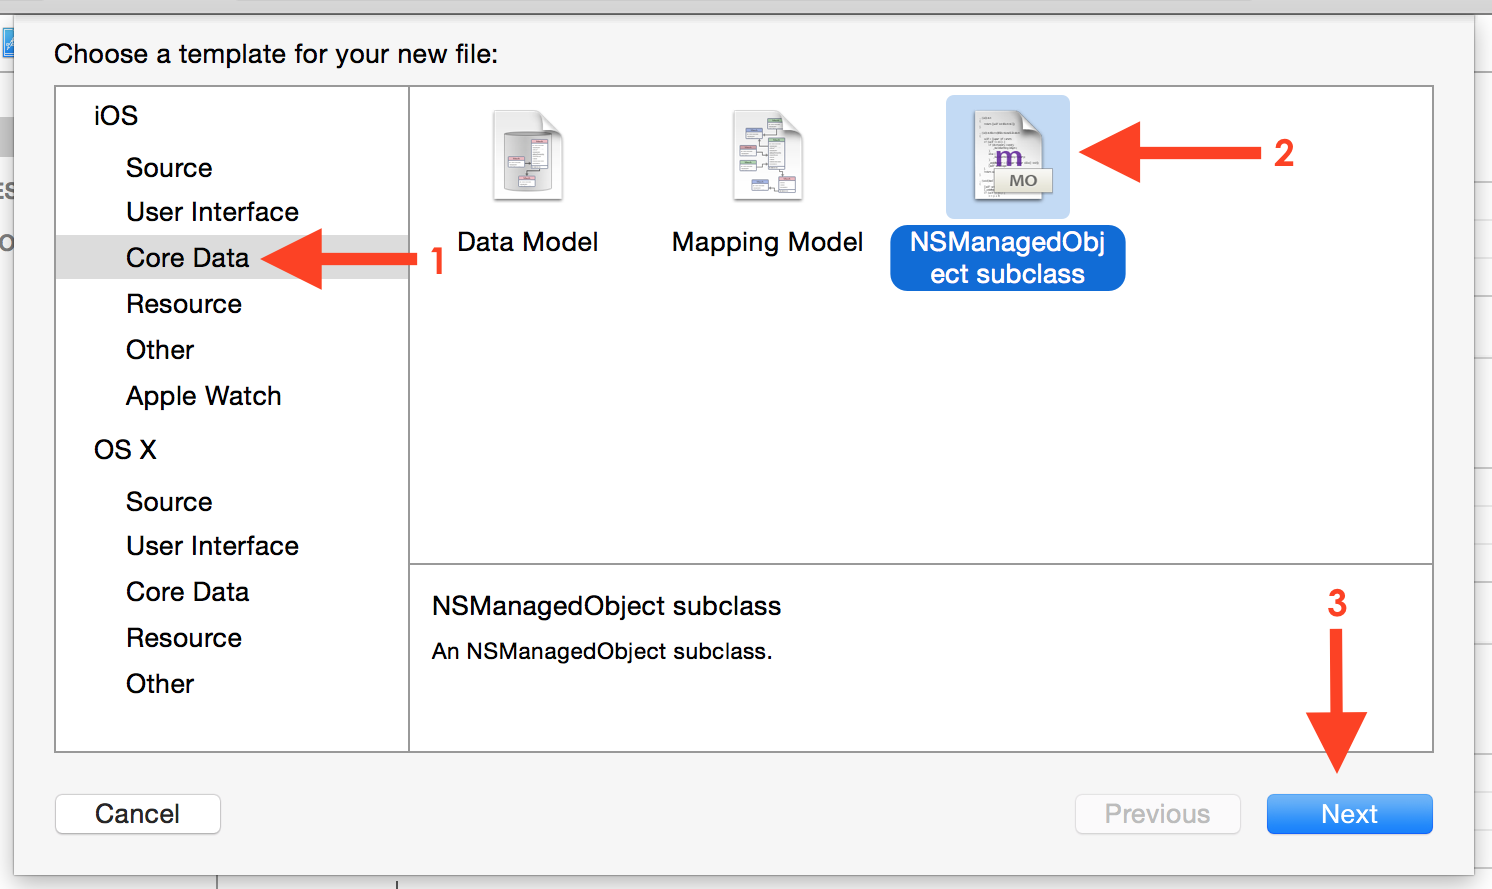 Choose a template for your new file:
iOS
Source
User Interface
Core Data
Resource
Other
Apple Watch
OS X
Source
User Interface
Core Data
Resource
Other
1
Data Model
Mapping Model
m
MO
NSManagedObj
ect subclass
2
NSManagedObject subclass
An NSManagedObject subclass.
3
Cancel
Previous
Next